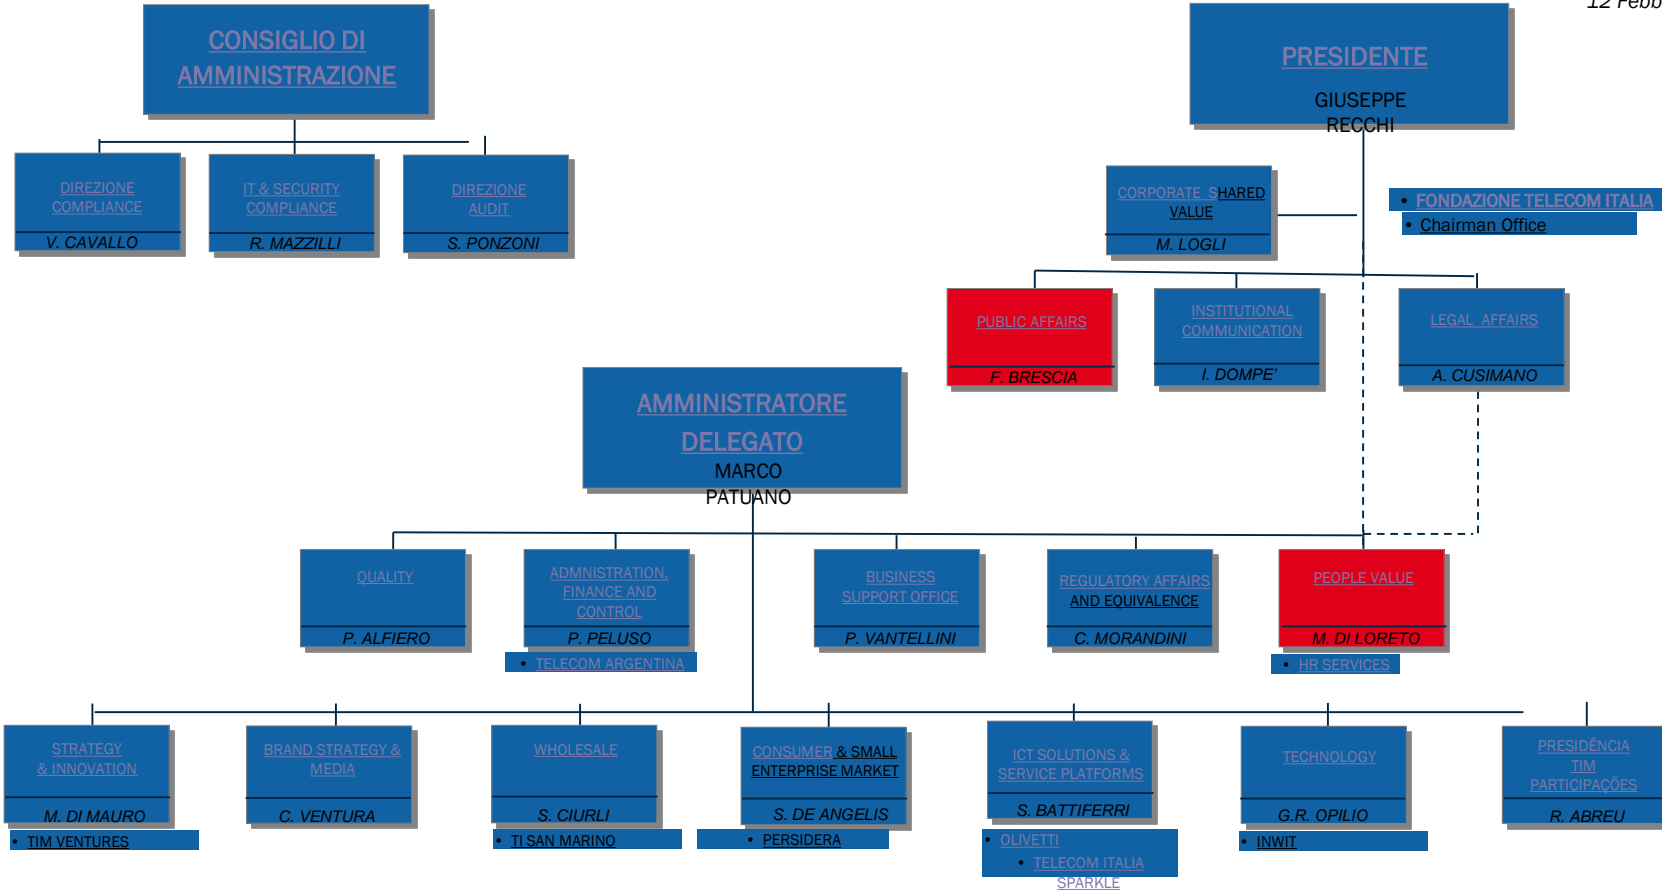 12 Febb
CONSIGLIO DI
AMMINISTRAZIONE
PRESIDENTE
GIUSEPPE
RECCHI
DIREZIONE
COMPLIANCE
V. CAVALLO
IT & SECURITY
COMPLIANCE
R. MAZZILLI
DIREZIONE
AUDIT
S. PONZONI
CORPORATE SHARED
VALUE
M. LOGLI
• FONDAZIONE TELECOM ITALIA
• Chairman Office
PUBLIC AFFAIRS
F. BRESCIA
INSTITUTIONAL
COMMUNICATION
I. DOMPE'
LEGAL AFFAIRS
A. CUSIMANO
AMMINISTRATORE
DELEGATO
MARCO
PATUANO
QUALITY
P. ALFIERO
ADMNISTRATION,
FINANCE AND
CONTROL
P. PELUSO
• TELECOM ARGENTINA
BUSINESS
SUPPORT OFFICE
P. VANTELLINI
REGULATORY AFFAIRS
AND EQUIVALENCE
C. MORANDINI
PEOPLE VALUE
M. DI LORETO
• HR SERVICES
STRATEGY
& INNOVATION
M. DI MAURO
• TIM VENTURES
BRAND STRATEGY &
MEDIA
C. VENTURA
WHOLESALE
S. CIURLI
• TI SAN MARINO
CONSUMER & SMALL
ENTERPRISE MARKET
S. DE ANGELIS
• PERSIDERA
ICT SOLUTIONS &
SERVICE PLATFORMS
S. BATTIFERRI
• OLIVETTI
• TELECOM ITALIA
SPARKLE
TECHNOLOGY
G.R. OPILIO
• INWIT
PRESIDÊNCIA
TIM
PARTICIPAÇÕES
R. ABREU